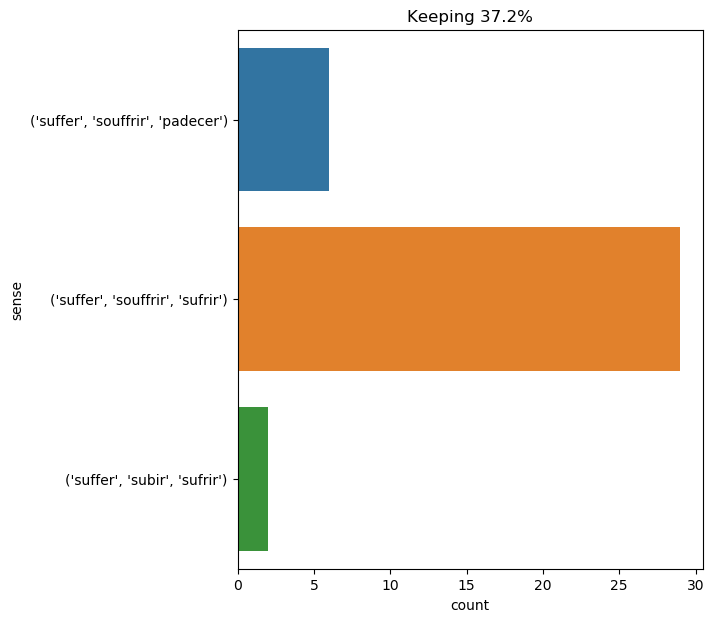 Keeping 37.2%
('suffer', 'souffrir', 'padecer')
('suffer', 'souffrir', 'sufrir')
('suffer', 'subir', 'sufrir')
sense
0 5 10 15 20 25 30
count